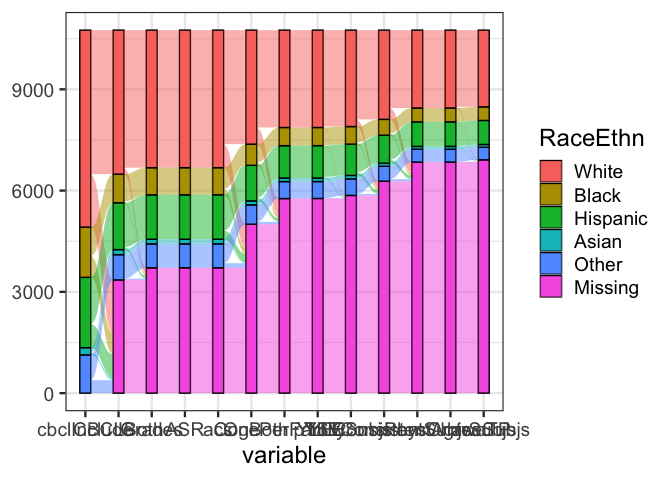 9000
6000
3000
0
variable
RaceEthn
White
Black
Hispanic
Asian
Other
Missing